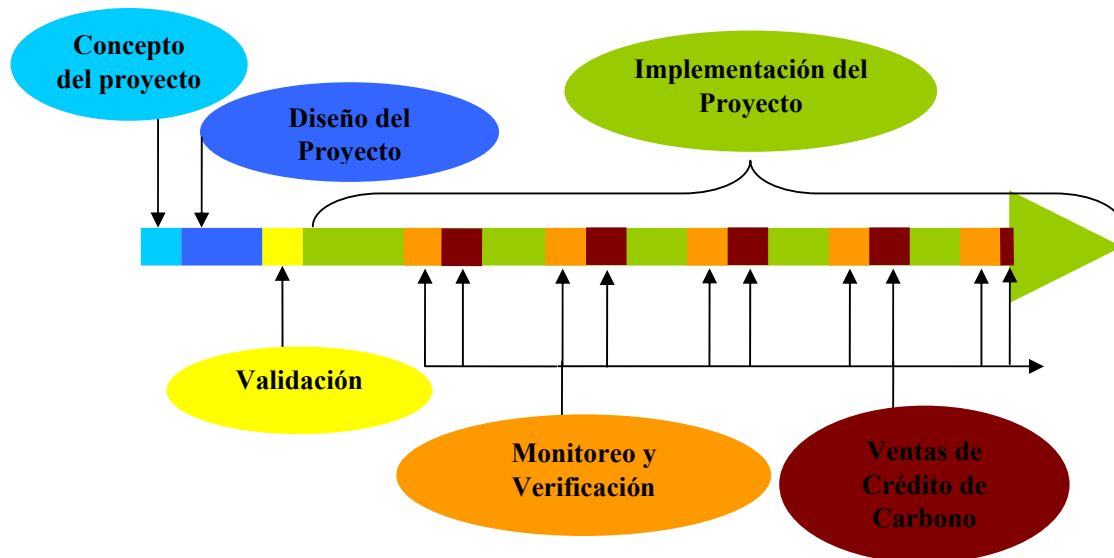 Concepto
del proyecto
Diseño del
Proyecto
Implementación del
Proyecto
Validación
Monitoreo y
Verificación
Ventas de
Crédito de
Carbono